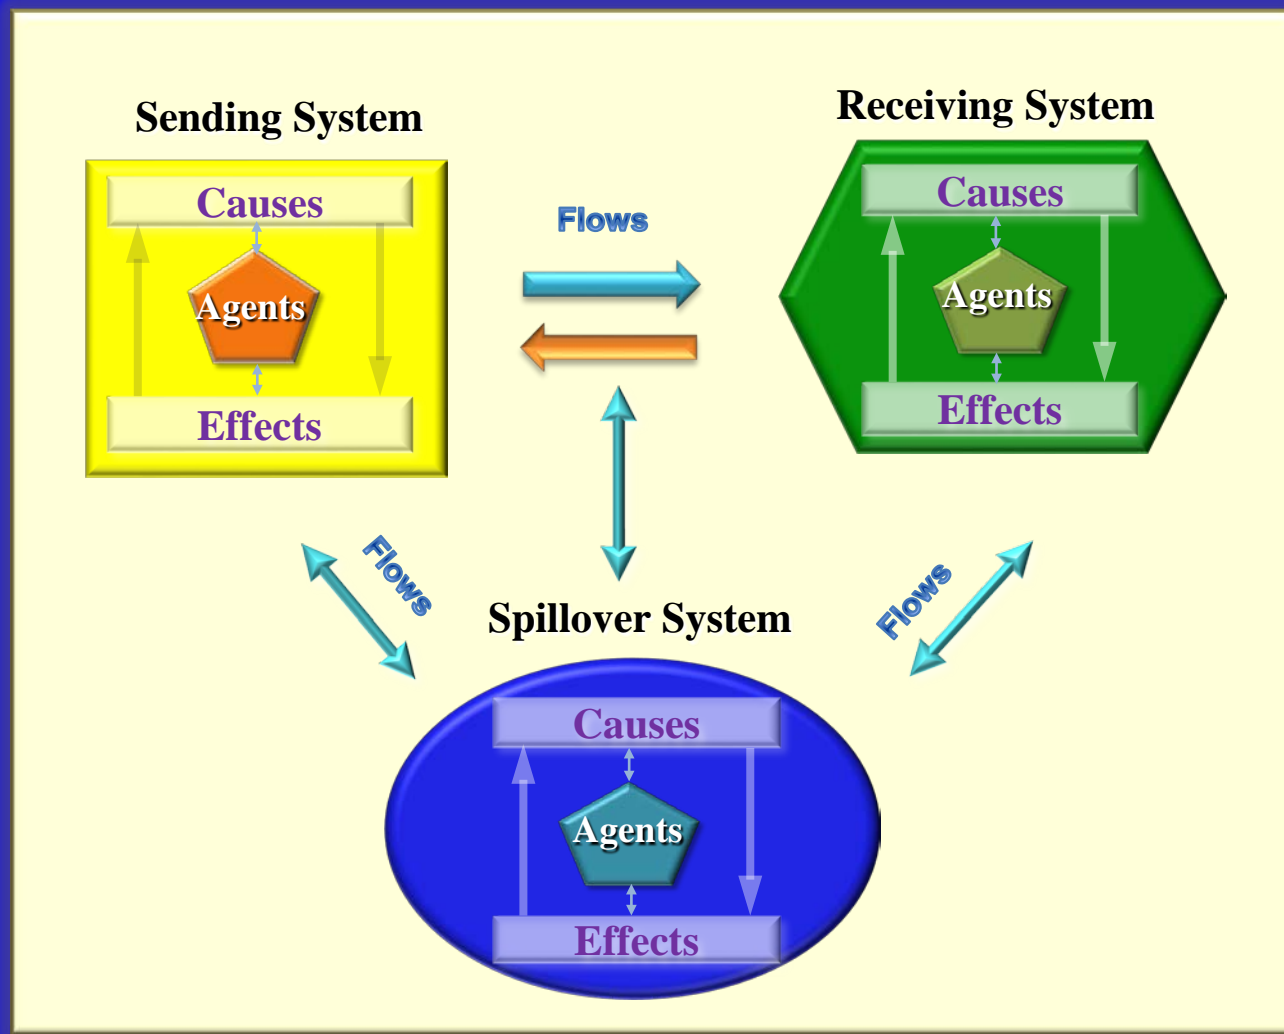 Sending System
Causes
Agents
Effects
Flows
Receiving System
Causes
Agents
Effects
Flows
Flows
Spillover System
Causes
Agents
Effects